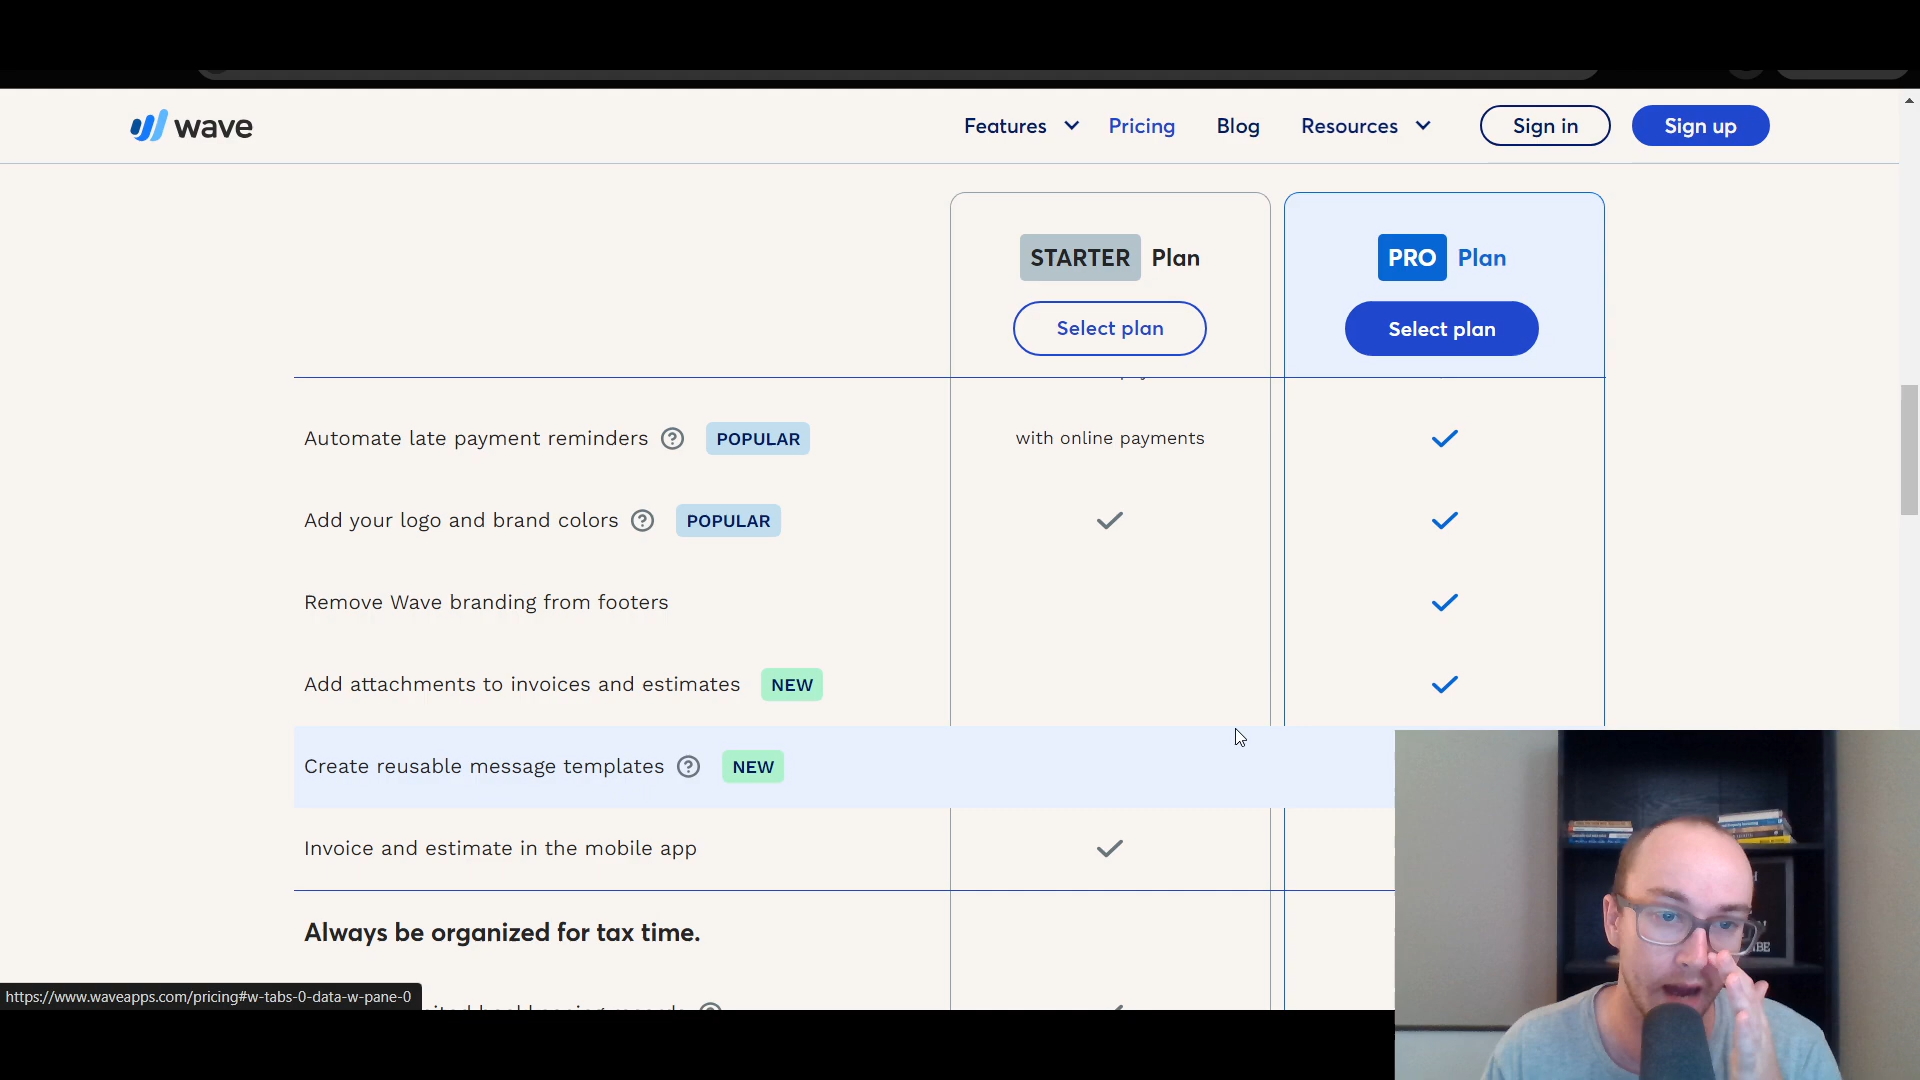 wave
Features
Pricing
Blog
Resources
Sign in
Sign up
STARTER Plan
PRO Plan
Select plan
Select plan
Automate late payment reminders
POPULAR
with online payments
Add your logo and brand colors
POPULAR
Remove Wave branding from footers
Add attachments to invoices and estimates
NEW
Create reusable message templates
NEW
Invoice and estimate in the mobile app
Always be organized for tax time.
https://www.waveapps.com/pricing#w-tabs-0-data-w-pane-0